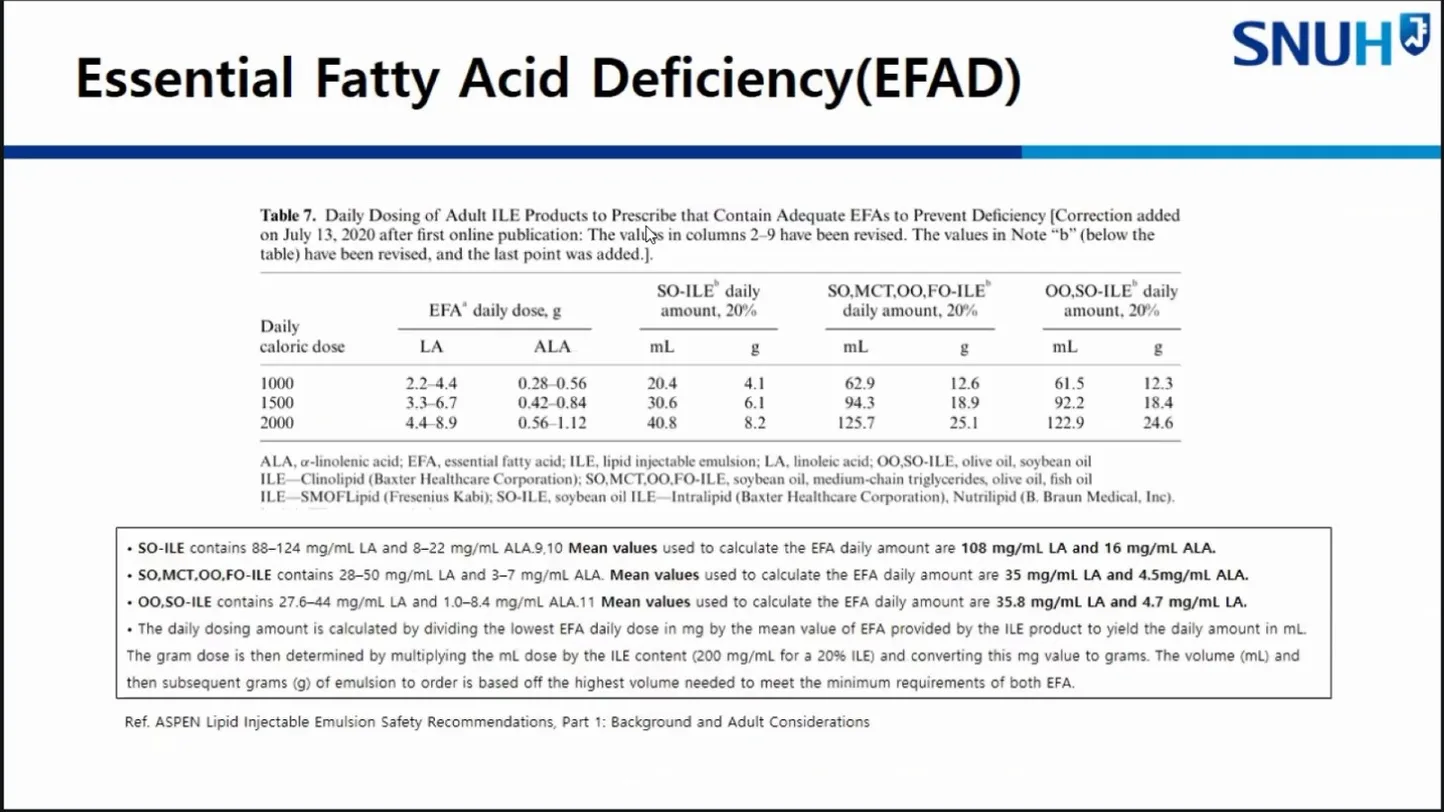 SNUH
Essential Fatty Acid Deficiency(EFAD)
Table 7. Daily Dosing of Adult ILE Products to Prescribe that Contain Adequate EFAs to Prevent Deficiency [Correction added
on July 13, 2020 after first online publication: The values in columns 2–9 have been revised. The values in Note “b” (below the
table) have been revised, and the last point was added.].
Daily caloric dose EFAᵃ daily dose, g SO-ILEᵇ daily amount, 20% SO,MCT,OO,FO-ILEᵇ daily amount, 20% OO,SO-ILEᵇ daily amount, 20%
LA ALA mL g mL g mL g
1000 2.2–4.4 0.28–0.56 20.4 4.1 62.9 12.6 61.5 12.3
1500 3.3–6.7 0.42–0.84 30.6 6.1 94.3 18.9 92.2 18.4
2000 4.4–8.9 0.56–1.12 40.8 8.2 125.7 25.1 122.9 24.6
ALA, α-linolenic acid; EFA, essential fatty acid; ILE, lipid injectable emulsion; LA, linoleic acid; OO,SO-ILE, olive oil, soybean oil
ILE—Clinolipid (Baxter Healthcare Corporation); SO,MCT,OO,FO-ILE, soybean oil, medium-chain triglycerides, olive oil, fish oil
ILE—SMOFLipid (Fresenius Kabi); SO-ILE, soybean oil ILE—Intralipid (Baxter Healthcare Corporation), Nutrilipid (B. Braun Medical, Inc).
• SO-ILE contains 88–124 mg/mL LA and 8–22 mg/mL ALA.9,10 Mean values used to calculate the EFA daily amount are 108 mg/mL LA and 16 mg/mL ALA.
• SO,MCT,OO,FO-ILE contains 28–50 mg/mL LA and 3–7 mg/mL ALA. Mean values used to calculate the EFA daily amount are 35 mg/mL LA and 4.5mg/mL ALA.
• OO,SO-ILE contains 27.6–44 mg/mL LA and 1.0–8.4 mg/mL ALA.11 Mean values used to calculate the EFA daily amount are 35.8 mg/mL LA and 4.7 mg/mL LA.
• The daily dosing amount is calculated by dividing the lowest EFA daily dose in mg by the mean value of EFA provided by the ILE product to yield the daily amount in mL.
The gram dose is then determined by multiplying the mL dose by the ILE content (200 mg/mL for a 20% ILE) and converting this mg value to grams. The volume (mL) and
then subsequent grams (g) of emulsion to order is based off the highest volume needed to meet the minimum requirements of both EFA.
Ref. ASPEN Lipid Injectable Emulsion Safety Recommendations, Part 1: Background and Adult Considerations